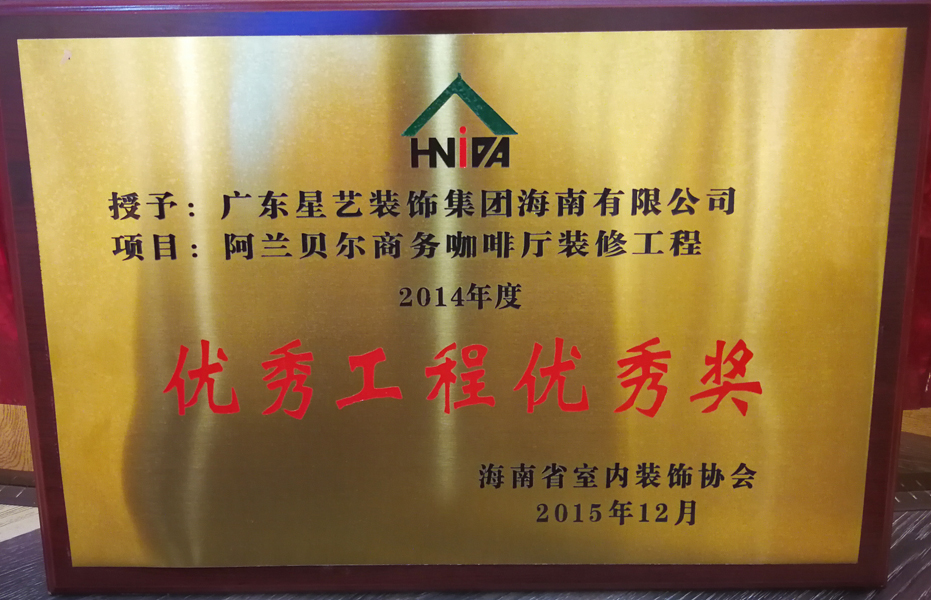 HNiDA
授予：广东星艺装饰集团海南有限公司
项目：阿兰贝尔商务咖啡厅装修工程
2014年度
优秀工程优秀奖
海南省室内装饰协会
2015年12月